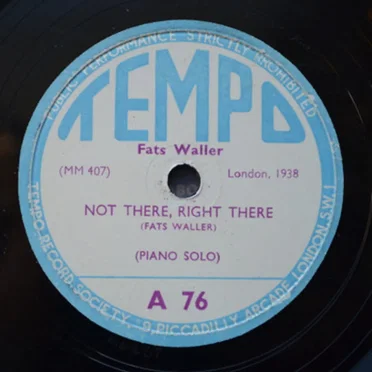 PUBLIC PERFORMANCE STRICTLY PROHIBITED
TEMPO
Fats Waller
(MM 407)
London, 1938
NOT THERE, RIGHT THERE
(FATS WALLER)
(PIANO SOLO)
A 76
TEMPO-RECORD-SOCIETY, "9, PICCADILLY ARCADE, LONDON. S.W.1